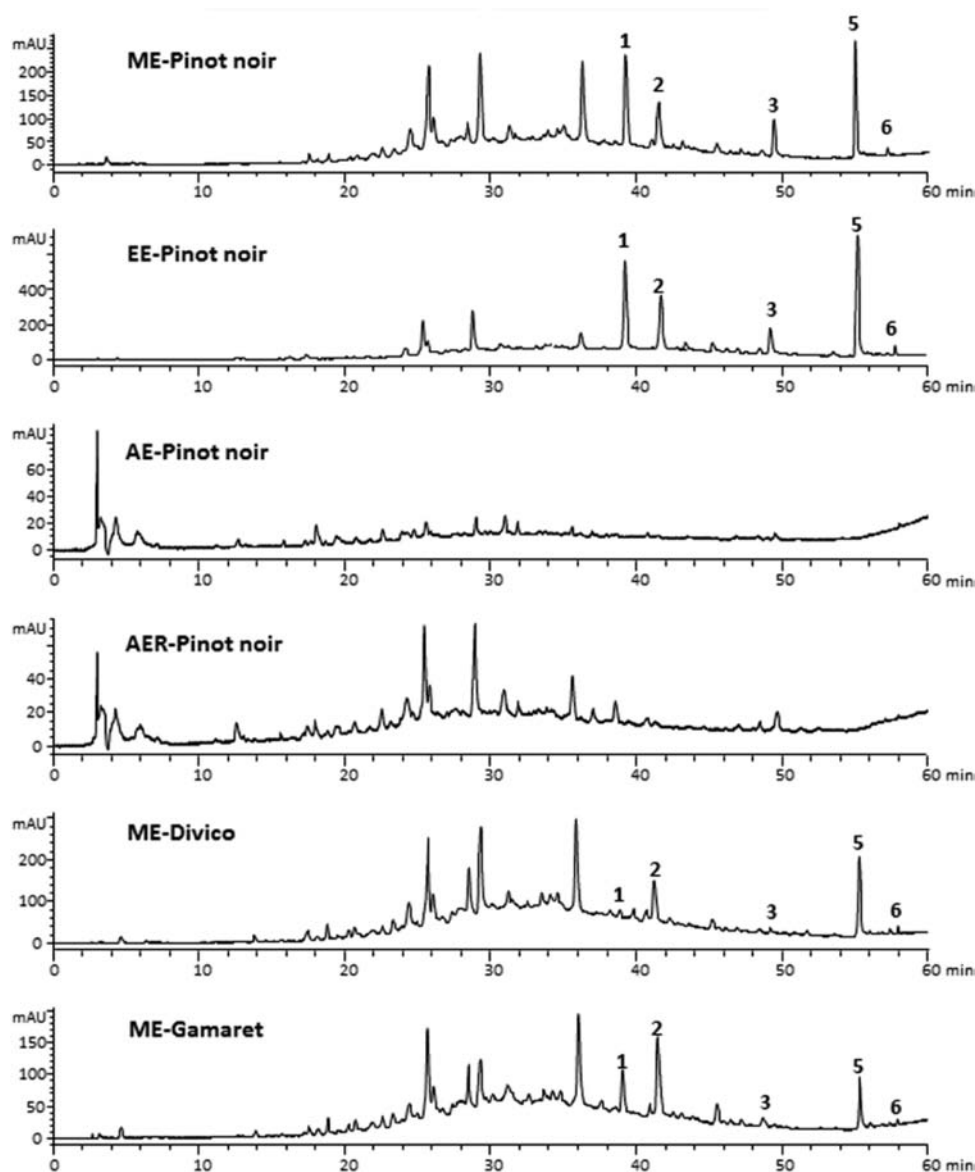 mAU
ME-Pinot noir
1
2
3
5
6
200
150
100
50
0
0 10 20 30 40 50 60 min
mAU
EE-Pinot noir
1
2
3
5
6
400
200
0
0 10 20 30 40 50 60 min
mAU
AE-Pinot noir
60
40
20
0
0 10 20 30 40 50 60 min
mAU
AER-Pinot noir
40
20
0
0 10 20 30 40 50 60 min
mAU
ME-Divico
1
2
3
5
6
200
100
0
0 10 20 30 40 50 60 min
mAU
ME-Gamaret
1
2
3
5
6
150
100
50
0
0 10 20 30 40 50 60 min